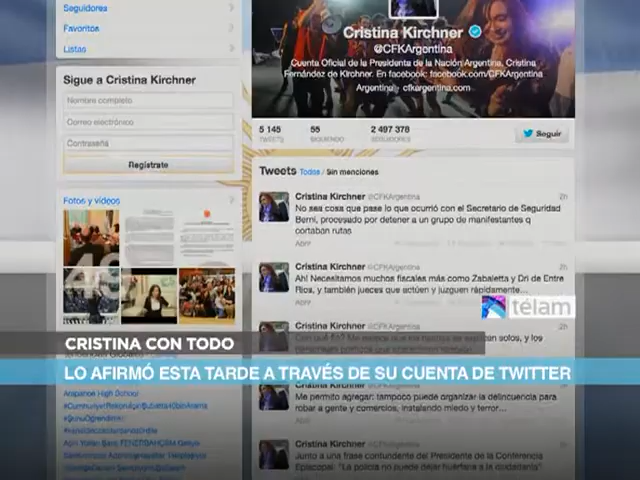 Seguidores
Favoritos
Listas
Sigue a Cristina Kirchner
Nombre completo
Correo electrónico
Contraseña
Regístrate
Fotos y vídeos
Cristina Kirchner
@CFKArgentina
Cuenta Oficial de la Presidenta de la Nación Argentina, Cristina
Fernández de Kirchner. En facebook: facebook.com/CFKArgentina
Argentina - cfkargentina.com
5 145 TWEETS
55 SIGUIENDO
2 497 378 SEGUIDORES
Seguir
Tweets Todos / Sin menciones
Cristina Kirchner @CFKArgentina 2h
No sea cosa que pase lo que ocurrió con el Secretario de Seguridad
Berni, procesado por detener a un grupo de manifestantes q
cortaban rutas
Abrir
Cristina Kirchner @CFKArgentina 2h
Ah! Necesitamos muchos fiscales más como Zabaletta y Dri de Entre
Ríos, y también jueces que actúen y juzguen rápidamente...
Abrir
télam
Cristina Kirchner @CFKArgentina 2h
solos, y los
CRISTINA CON TODO
LO AFIRMÓ ESTA TARDE A TRAVÉS DE SU CUENTA DE TWITTER
Cristina Kirchner @CFKArgentina
Me permito agregar: tampoco puede organizar la delincuencia para
robar a gente y comercios, instalando miedo y terror...
Abrir
Cristina Kirchner @CFKArgentina
Junto a una frase contundente del Presidente de la Conferencia
Episcopal: "La policía no puede dejar huérfana a la ciudadanía"
High School